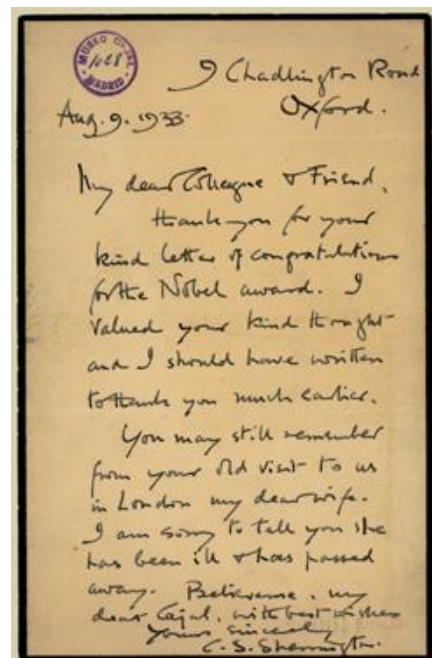 MUSEO CAJAL
1028
MADRID
9 Chadlington Road
Oxford.
Aug. 9. 1933.
My dear Colleague & Friend,
thank you for your
kind letter of congratulations
for the Nobel award. I
valued your kind thought
and I should have written
to thank you much earlier.
You may still remember
from your old visit to us
in London my dear wife.
I am sorry to tell you she
has been ill & has passed
away. Believe me, my
dear Cajal, with best wishes
Yours sincerely
C. S. Sherrington.